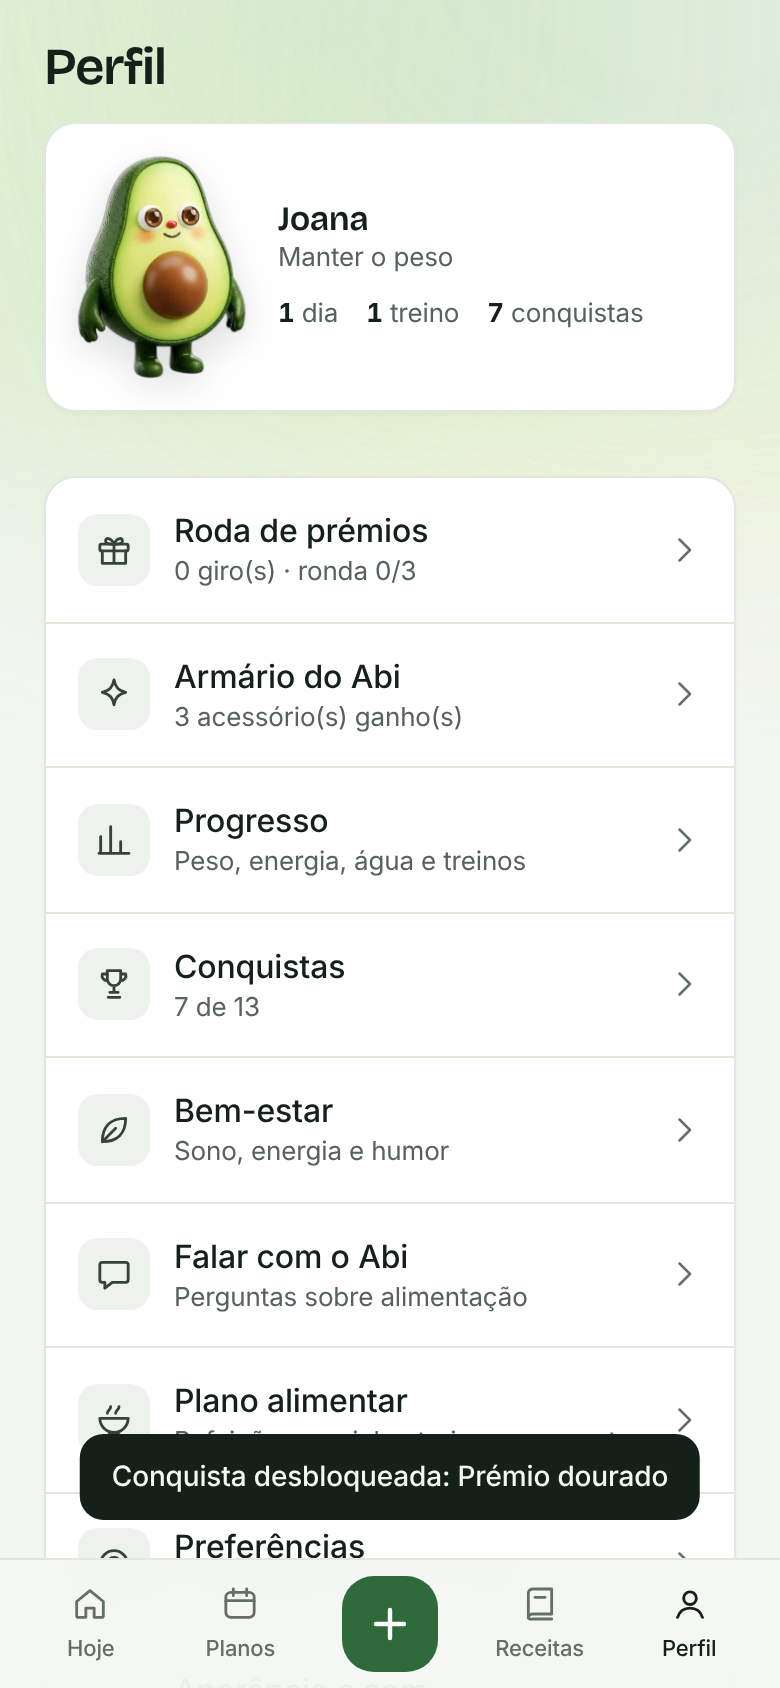 Perfil
Joana
Manter o peso
1 dia 1 treino 7 conquistas
Roda de prémios
0 giro(s) · ronda 0/3
Armário do Abi
3 acessório(s) ganho(s)
Progresso
Peso, energia, água e treinos
Conquistas
7 de 13
Bem-estar
Sono, energia e humor
Falar com o Abi
Perguntas sobre alimentação
Plano alimentar
Conquista desbloqueada: Prémio dourado
Preferências
Hoje
Planos
Receitas
Perfil